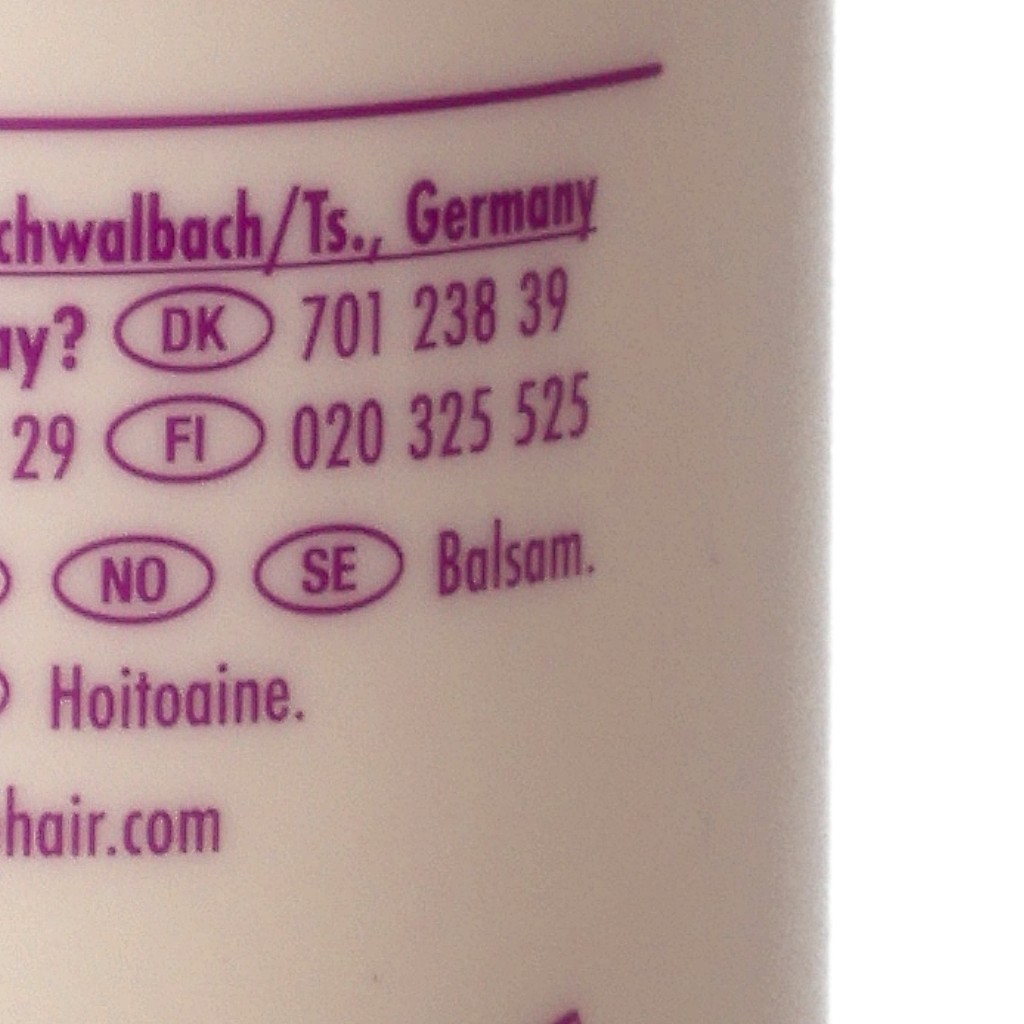 chwalbach/Ts., Germany
ay? DK 701 238 39
29 FI 020 325 525
NO SE Balsam.
Hoitoaine.
hair.com